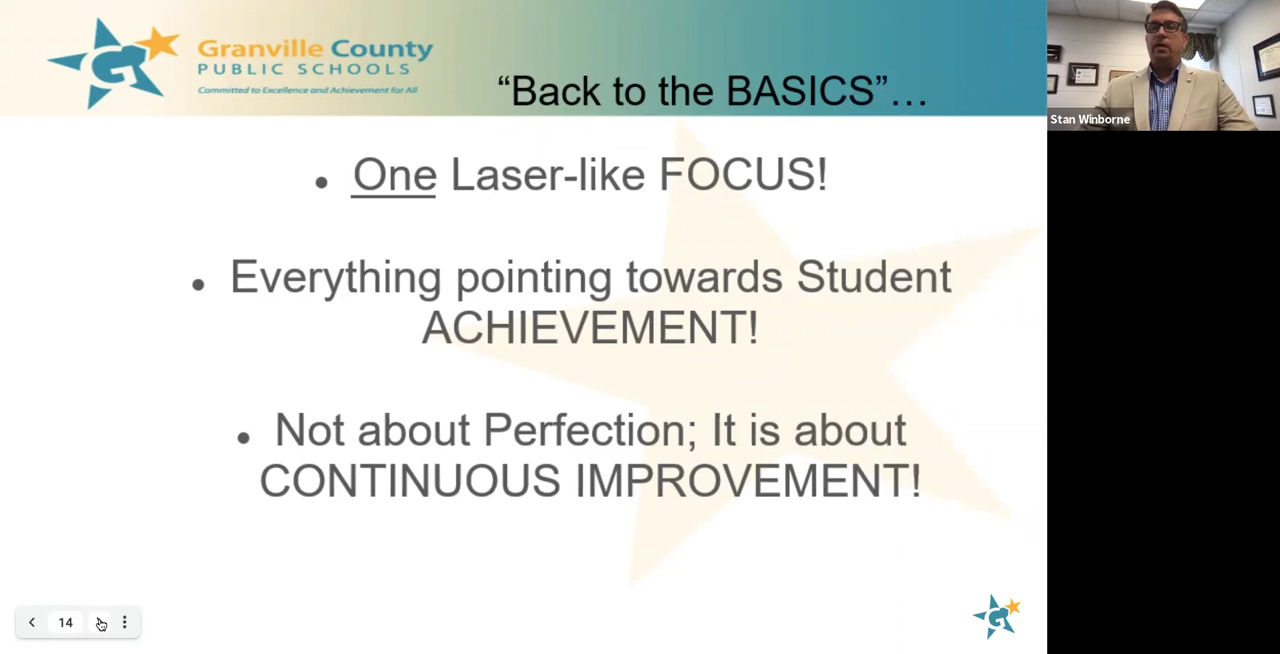 Granville County
PUBLIC SCHOOLS
Committed to Excellence and Achievement for All
“Back to the BASICS”...
Stan Winborne
• One Laser-like FOCUS!
• Everything pointing towards Student
ACHIEVEMENT!
• Not about Perfection; It is about
CONTINUOUS IMPROVEMENT!
14
G